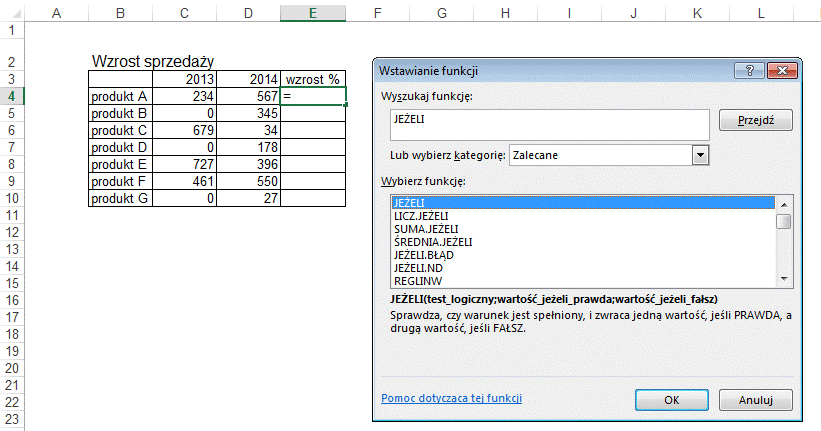 A B C D E F G H I J K L
1
2 Wzrost sprzedaży
3 2013 2014 wzrost %
4 produkt A 234 567 =
5 produkt B 0 345
6 produkt C 679 34
7 produkt D 0 178
8 produkt E 727 396
9 produkt F 461 550
10 produkt G 0 27
11
12
13
14
15
16
17
18
19
20
21
22
23
Wstawianie funkcji
?
Wyszukaj funkcję:
JEŻELI
Przejdź
Lub wybierz kategorię: Zalecane
Wybierz funkcję:
JEŻELI
LICZ.JEŻELI
SUMA.JEŻELI
ŚREDNIA.JEŻELI
JEŻELI.BŁĄD
JEŻELI.ND
REGLINW
JEŻELI(test_logiczny;wartość_jeżeli_prawda;wartość_jeżeli_fałsz)
Sprawdza, czy warunek jest spełniony, i zwraca jedną wartość, jeśli PRAWDA, a
drugą wartość, jeśli FAŁSZ.
Pomoc dotycząca tej funkcji
OK
Anuluj